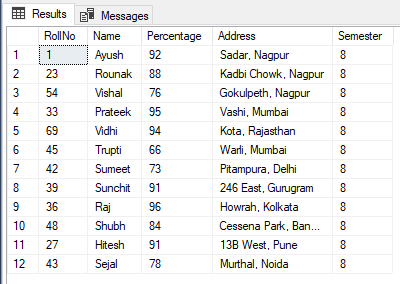 Results Messages
RollNo Name Percentage Address Semester
1 1 Ayush 92 Sadar, Nagpur 8
2 23 Rounak 88 Kadbi Chowk, Nagpur 8
3 54 Vishal 76 Gokulpeth, Nagpur 8
4 33 Prateek 95 Vashi, Mumbai 8
5 69 Vidhi 94 Kota, Rajasthan 8
6 45 Trupti 66 Warli, Mumbai 8
7 42 Sumeet 73 Pitampura, Delhi 8
8 39 Sunchit 91 246 East, Gurugram 8
9 36 Raj 96 Howrah, Kolkata 8
10 48 Shubh 84 Cessena Park, Ban... 8
11 27 Hitesh 91 13B West, Pune 8
12 43 Sejal 78 Murthal, Noida 8